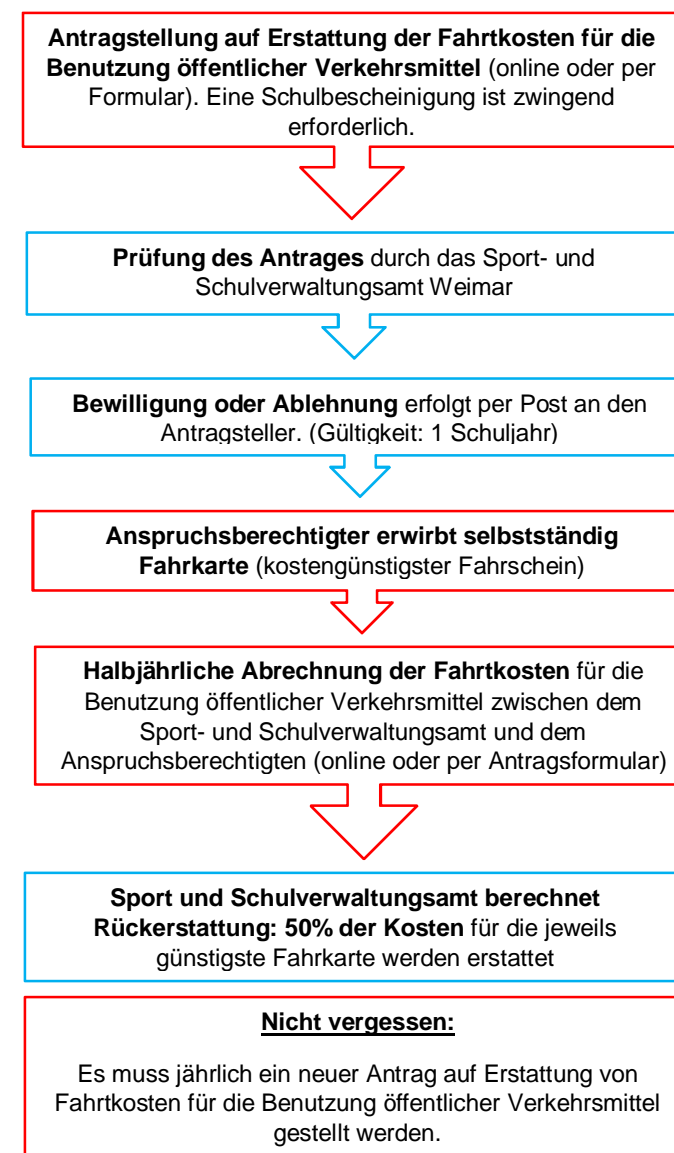 Antragstellung auf Erstattung der Fahrtkosten für die
Benutzung öffentlicher Verkehrsmittel (online oder per
Formular). Eine Schulbescheinigung ist zwingend
erforderlich.
Prüfung des Antrages durch das Sport- und
Schulverwaltungsamt Weimar
Bewilligung oder Ablehnung erfolgt per Post an den
Antragsteller. (Gültigkeit: 1 Schuljahr)
Anspruchsberechtigter erwirbt selbstständig
Fahrkarte (kostengünstigster Fahrschein)
Halbjährliche Abrechnung der Fahrtkosten für die
Benutzung öffentlicher Verkehrsmittel zwischen dem
Sport- und Schulverwaltungsamt und dem
Anspruchsberechtigten (online oder per Antragsformular)
Sport und Schulverwaltungsamt berechnet
Rückerstattung: 50% der Kosten für die jeweils
günstigste Fahrkarte werden erstattet
Nicht vergessen:
Es muss jährlich ein neuer Antrag auf Erstattung von
Fahrtkosten für die Benutzung öffentlicher Verkehrsmittel
gestellt werden.